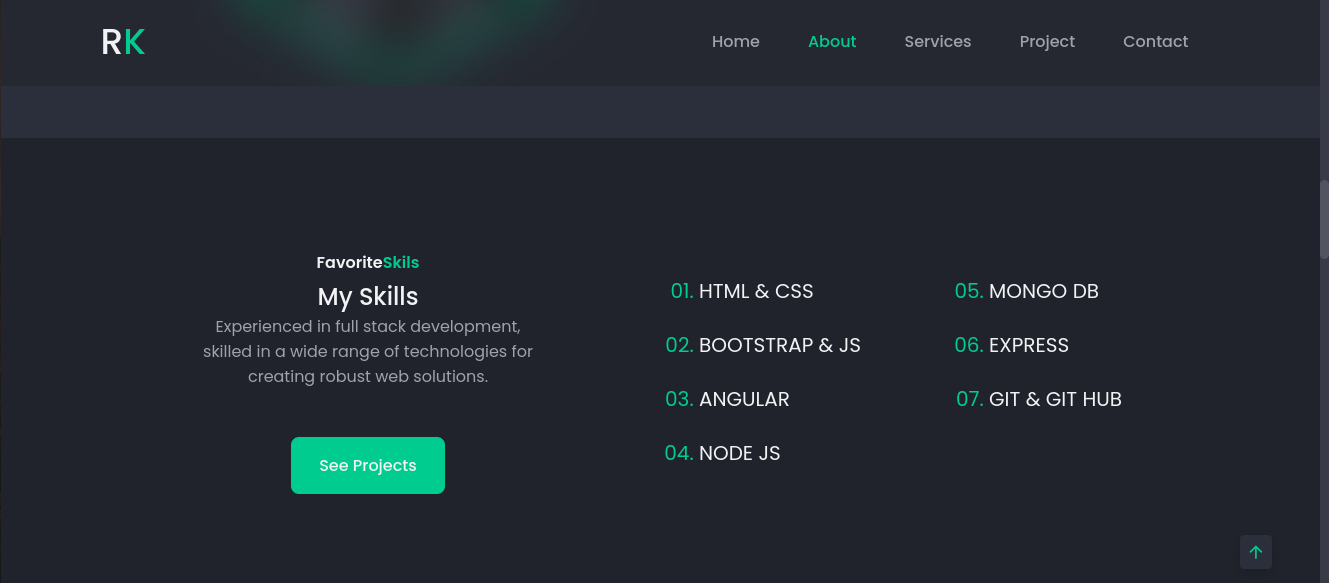 RK
Home About Services Project Contact
FavoriteSkils
My Skills
Experienced in full stack development,
skilled in a wide range of technologies for
creating robust web solutions.
See Projects
01. HTML & CSS
02. BOOTSTRAP & JS
03. ANGULAR
04. NODE JS
05. MONGO DB
06. EXPRESS
07. GIT & GIT HUB